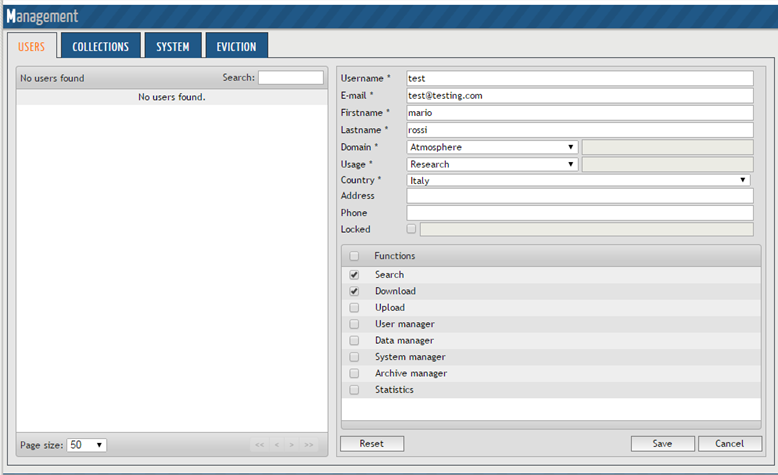 Management
USERS COLLECTIONS SYSTEM EVICTION
No users found Search:
No users found.
Page size: 50 << < > >>
Username * test
E-mail * test@testing.com
Firstname * mario
Lastname * rossi
Domain * Atmosphere
Usage * Research
Country * Italy
Address
Phone
Locked
Functions
Search
Download
Upload
User manager
Data manager
System manager
Archive manager
Statistics
Reset Save Cancel